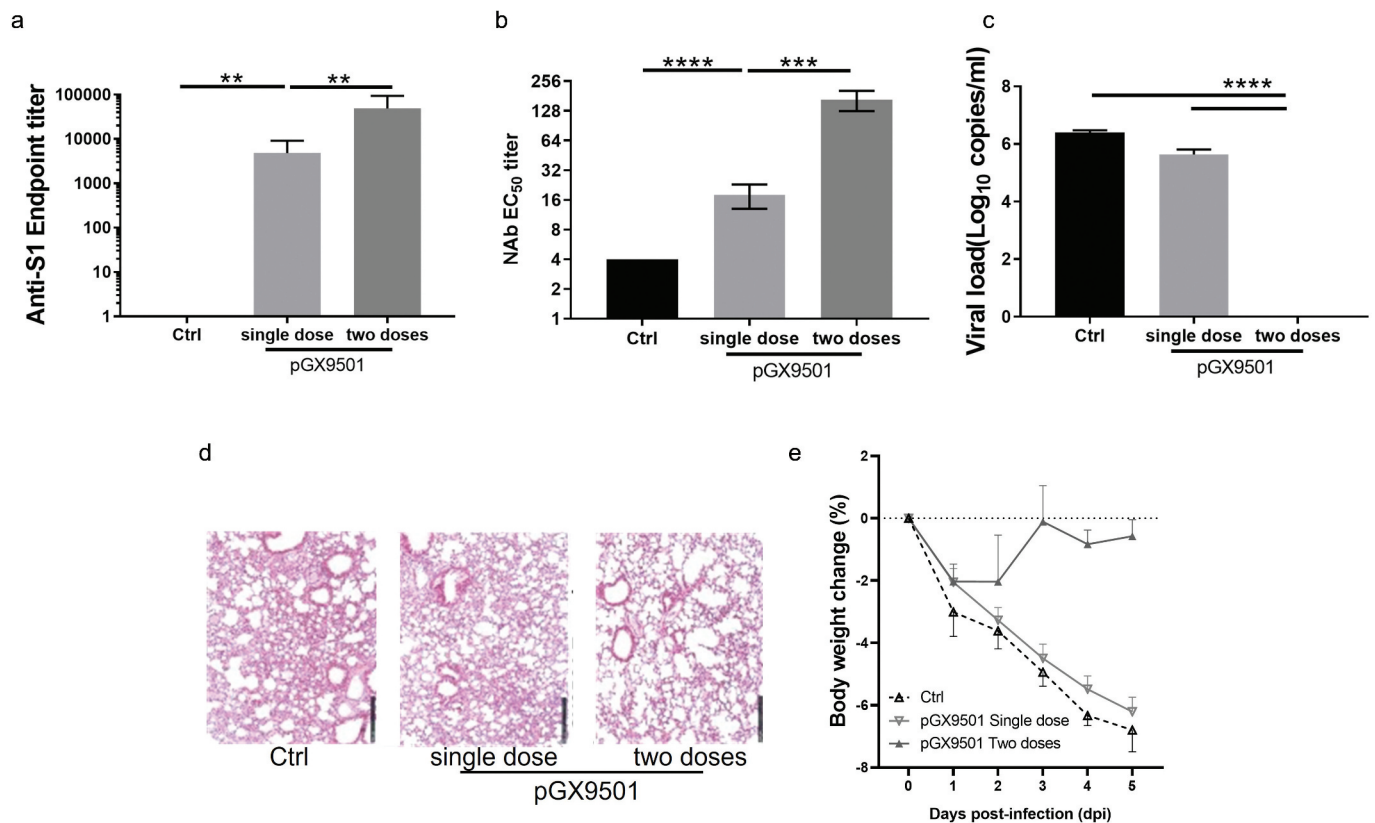 a
Anti-S1 Endpoint titer
100000
10000
1000
100
10
1
** **
Ctrl single dose two doses
pGX9501
b
NAb EC50 titer
256
128
64
32
16
8
4
2
1
**** ***
Ctrl single dose two doses
pGX9501
c
Viral load(Log10 copies/ml)
8
6
4
2
0
****
Ctrl single dose two doses
pGX9501
d
Ctrl single dose two doses
pGX9501
e
Body weight change (%)
2
0
-2
-4
-6
-8
Ctrl
pGX9501 Single dose
pGX9501 Two doses
0 1 2 3 4 5
Days post-infection (dpi)